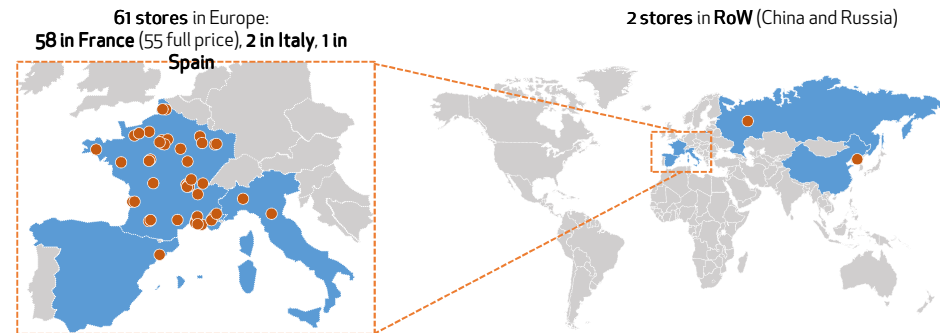 61 stores in Europe:
58 in France (55 full price), 2 in Italy, 1 in
Spain
2 stores in RoW (China and Russia)